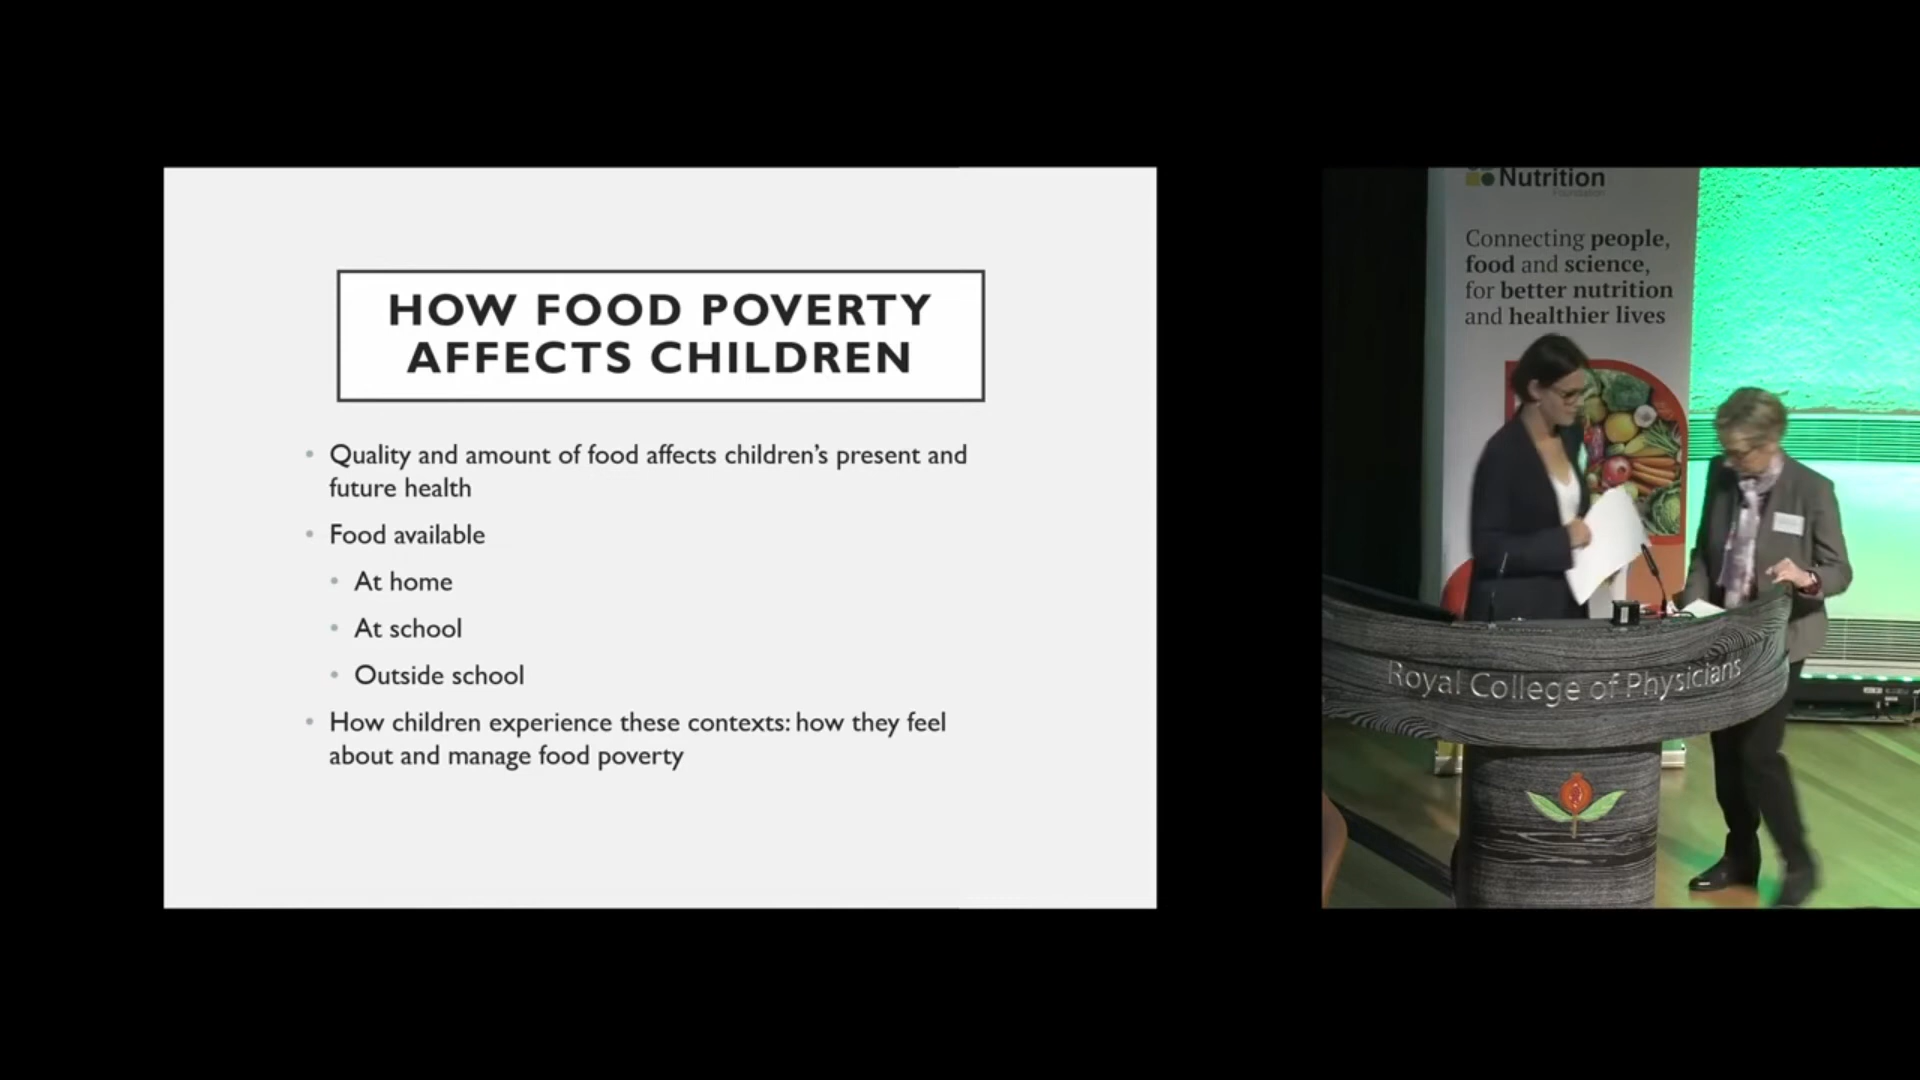 HOW FOOD POVERTY
AFFECTS CHILDREN
• Quality and amount of food affects children’s present and
future health
• Food available
• At home
• At school
• Outside school
• How children experience these contexts: how they feel
about and manage food poverty
Nutrition
Foundation
Connecting people,
food and science,
for better nutrition
and healthier lives
Royal College of Physicians